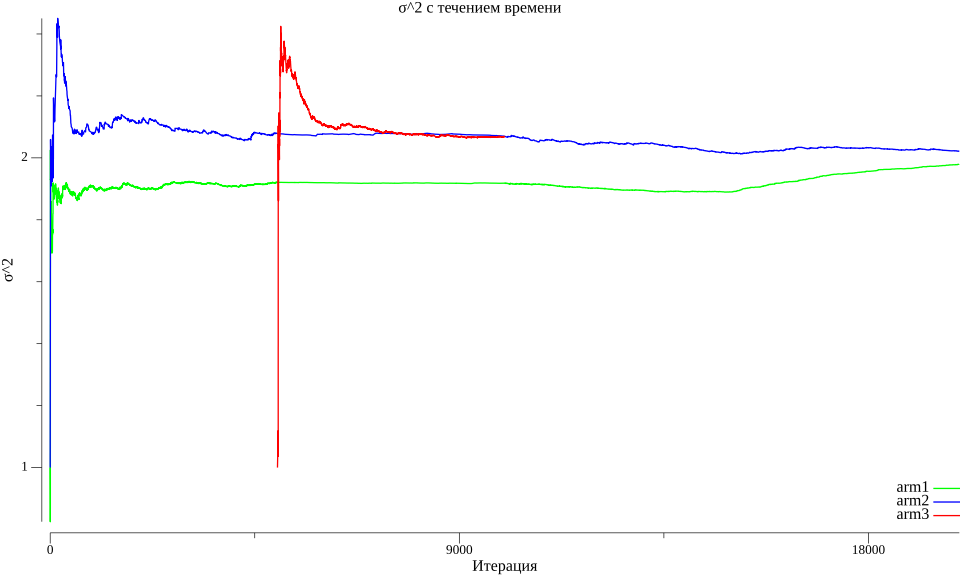 σ^2 с течением времени
2
σ^2
1
arm1
arm2
arm3
0
9000
18000
Итерация